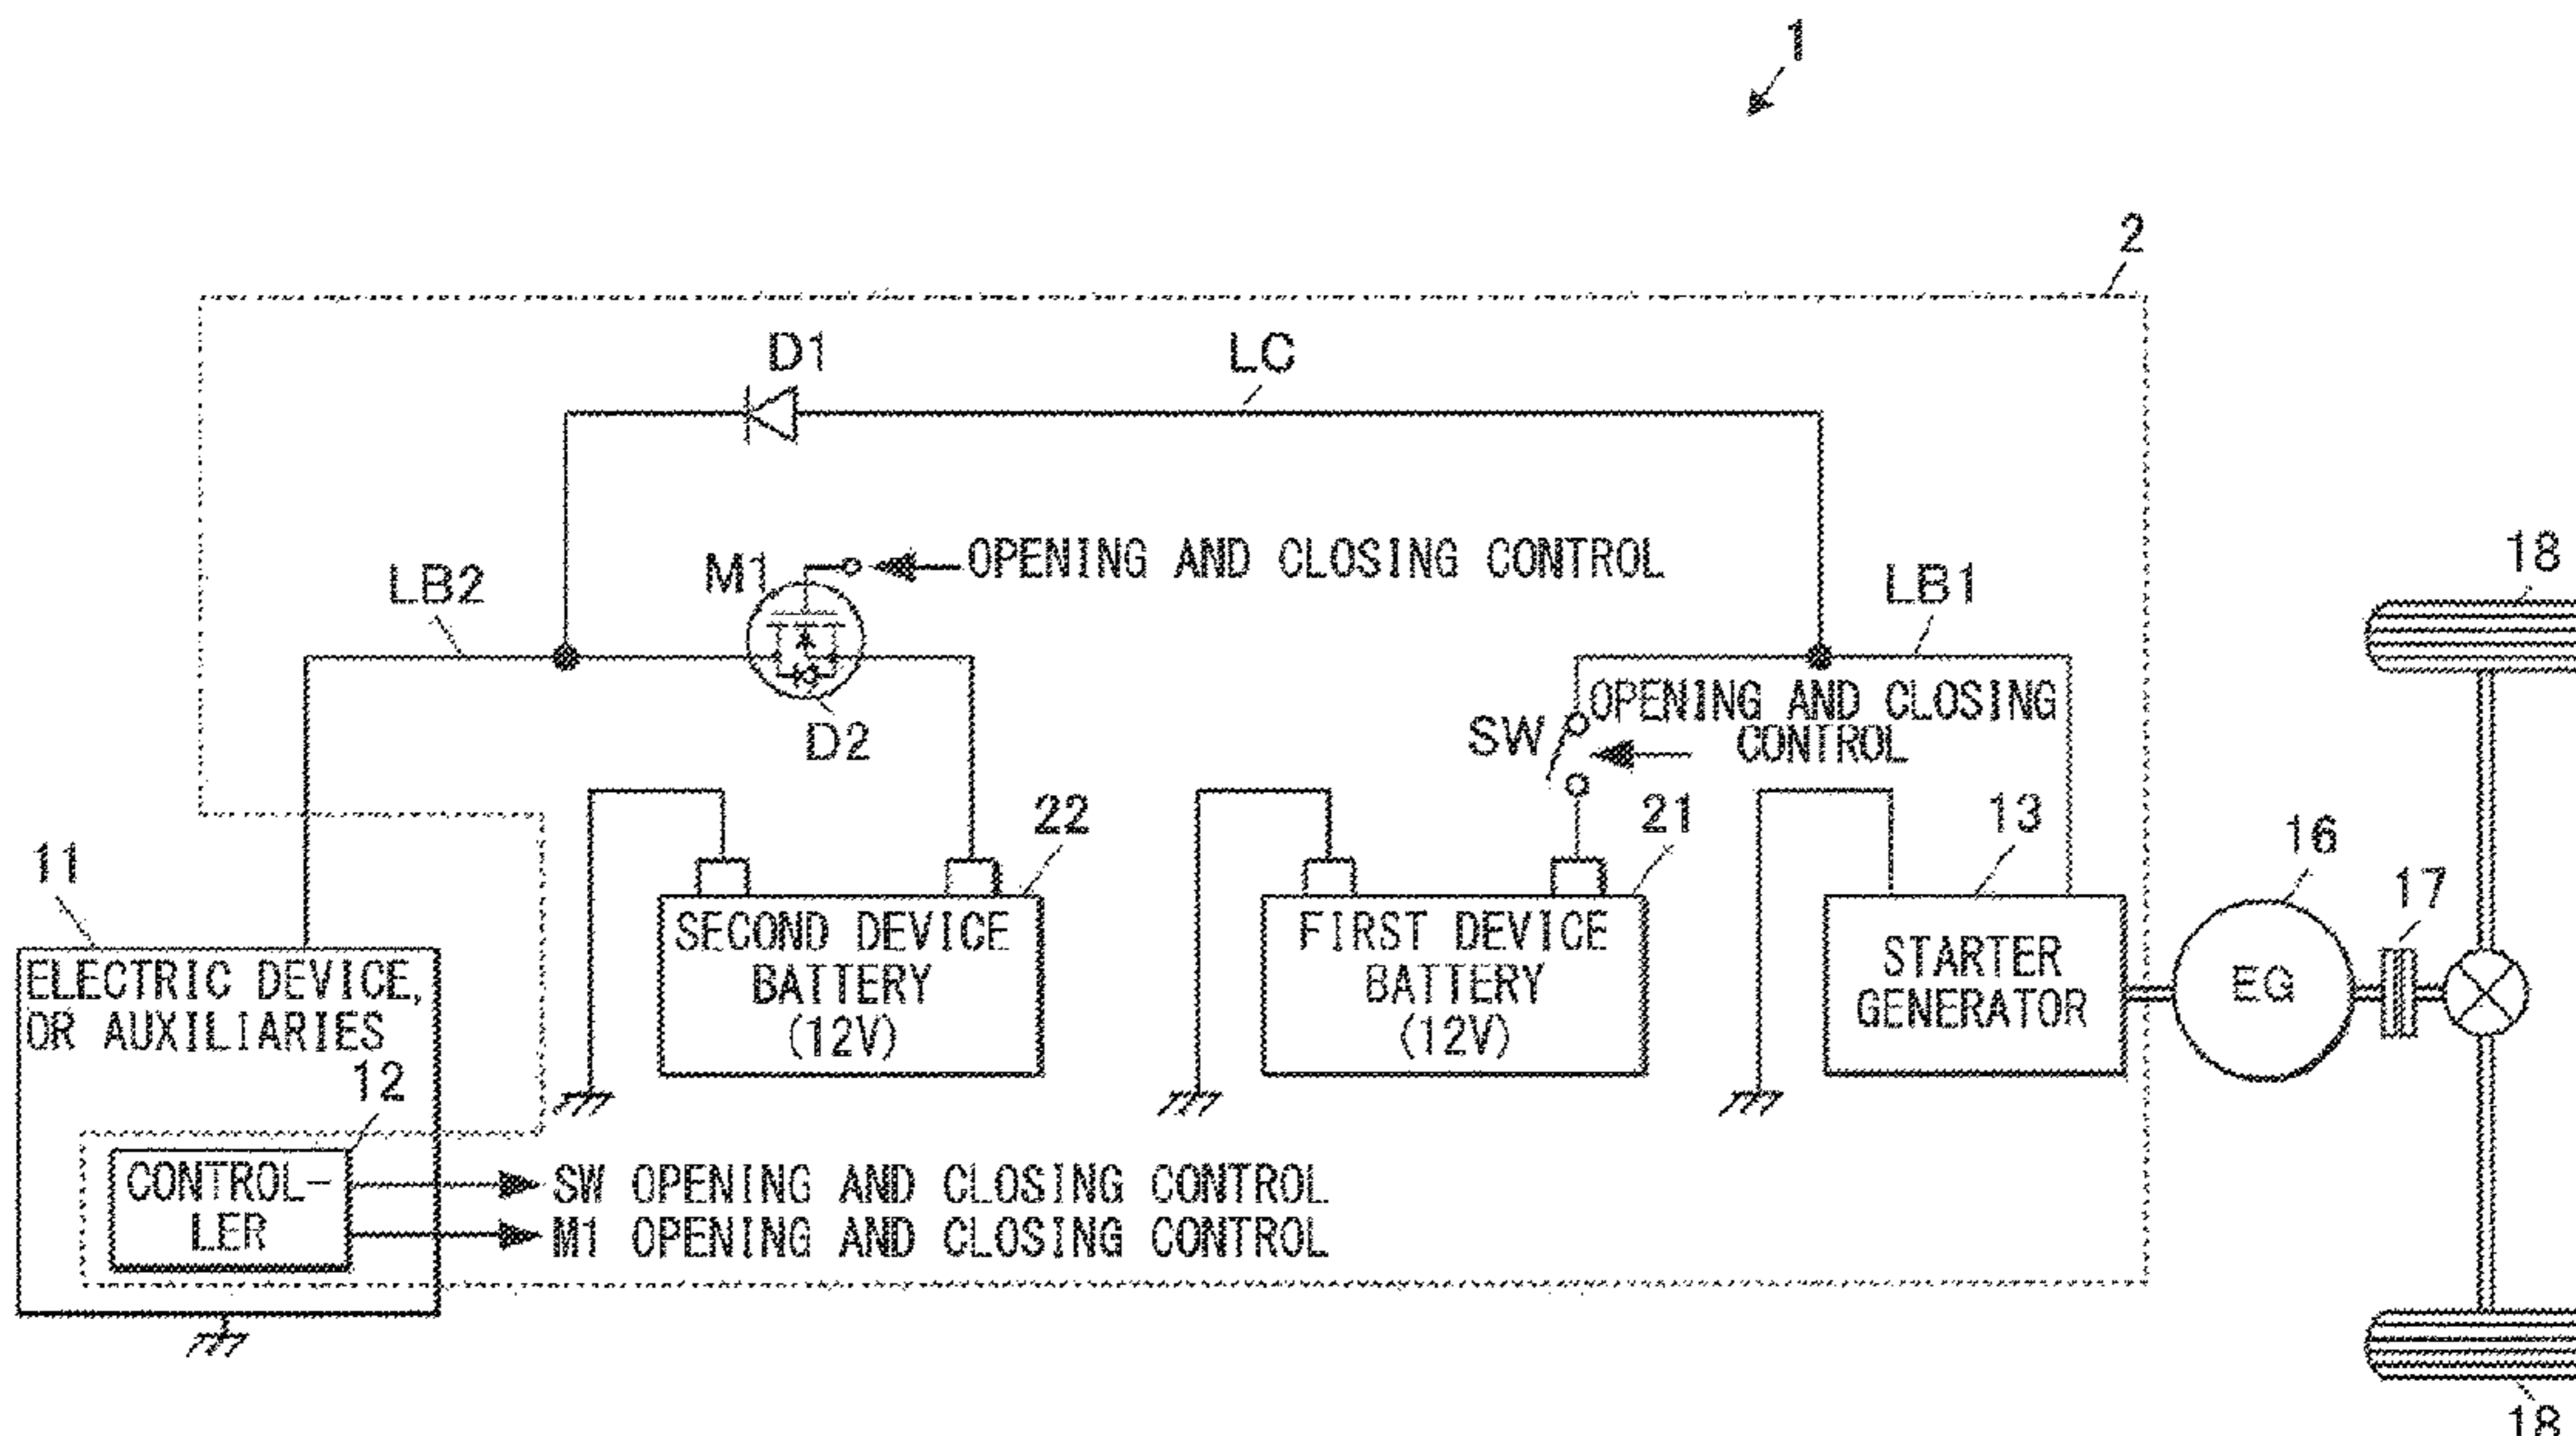 1
2
D1
LC
M1
OPENING AND CLOSING CONTROL
18
LB2
LB1
D2
SW
OPENING AND CLOSING
CONTROL
22
21
13
16
17
11
SECOND DEVICE
BATTERY
(12V)
FIRST DEVICE
BATTERY
(12V)
STARTER
GENERATOR
EG
ELECTRIC DEVICE,
OR AUXILIARIES
12
CONTROL-
LER
SW OPENING AND CLOSING CONTROL
M1 OPENING AND CLOSING CONTROL
18